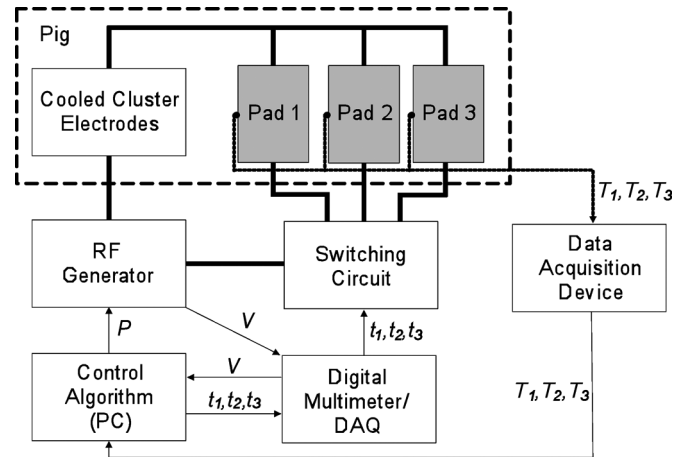 Pig
Cooled Cluster
Electrodes
Pad 1
Pad 2
Pad 3
T1, T2, T3
RF
Generator
Switching
Circuit
Data
Acquisition
Device
P
V
t1, t2, t3
V
Control
Algorithm
(PC)
t1, t2, t3
Digital
Multimeter/
DAQ
T1, T2, T3